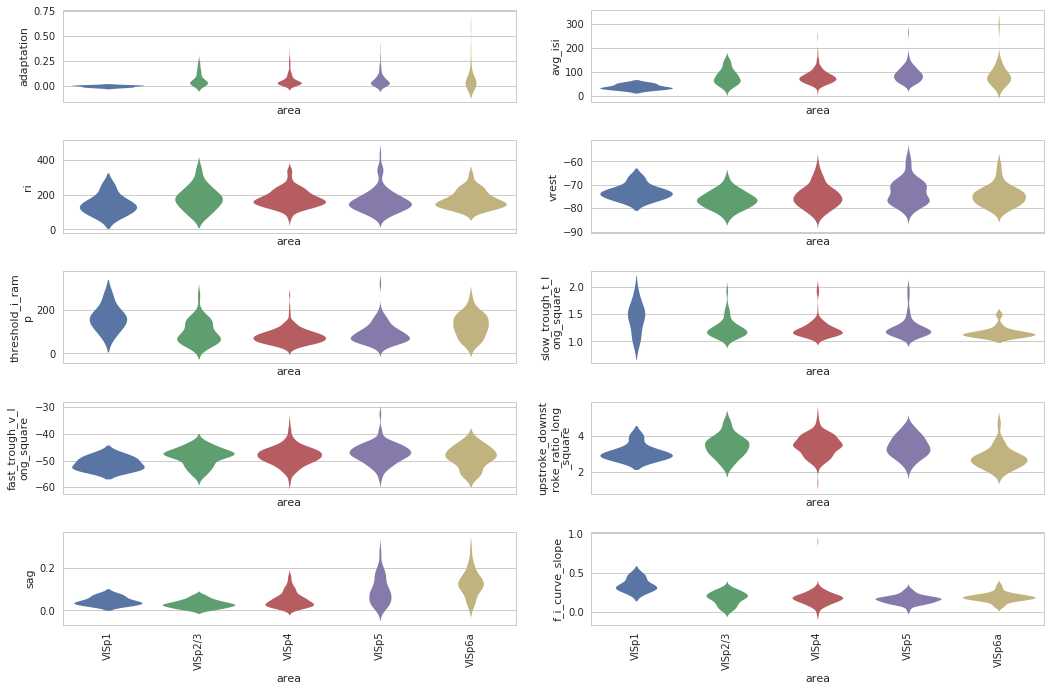 0.75
0.50
0.25
0.00
adaptation
area
300
200
100
0
avg_isi
area
400
200
0
ri
area
−60
−70
−80
−90
vrest
area
200
0
threshold_i_ram
p
area
2.0
1.5
1.0
slow_trough_t_l
ong_square
area
−30
−40
−50
−60
fast_trough_v_l
ong_square
area
4
2
upstroke_downst
roke_ratio_long
_square
area
0.2
0.0
sag
VISp1
VISp2/3
VISp4
VISp5
VISp6a
area
1.0
0.5
0.0
f_i_curve_slope
VISp1
VISp2/3
VISp4
VISp5
VISp6a
area